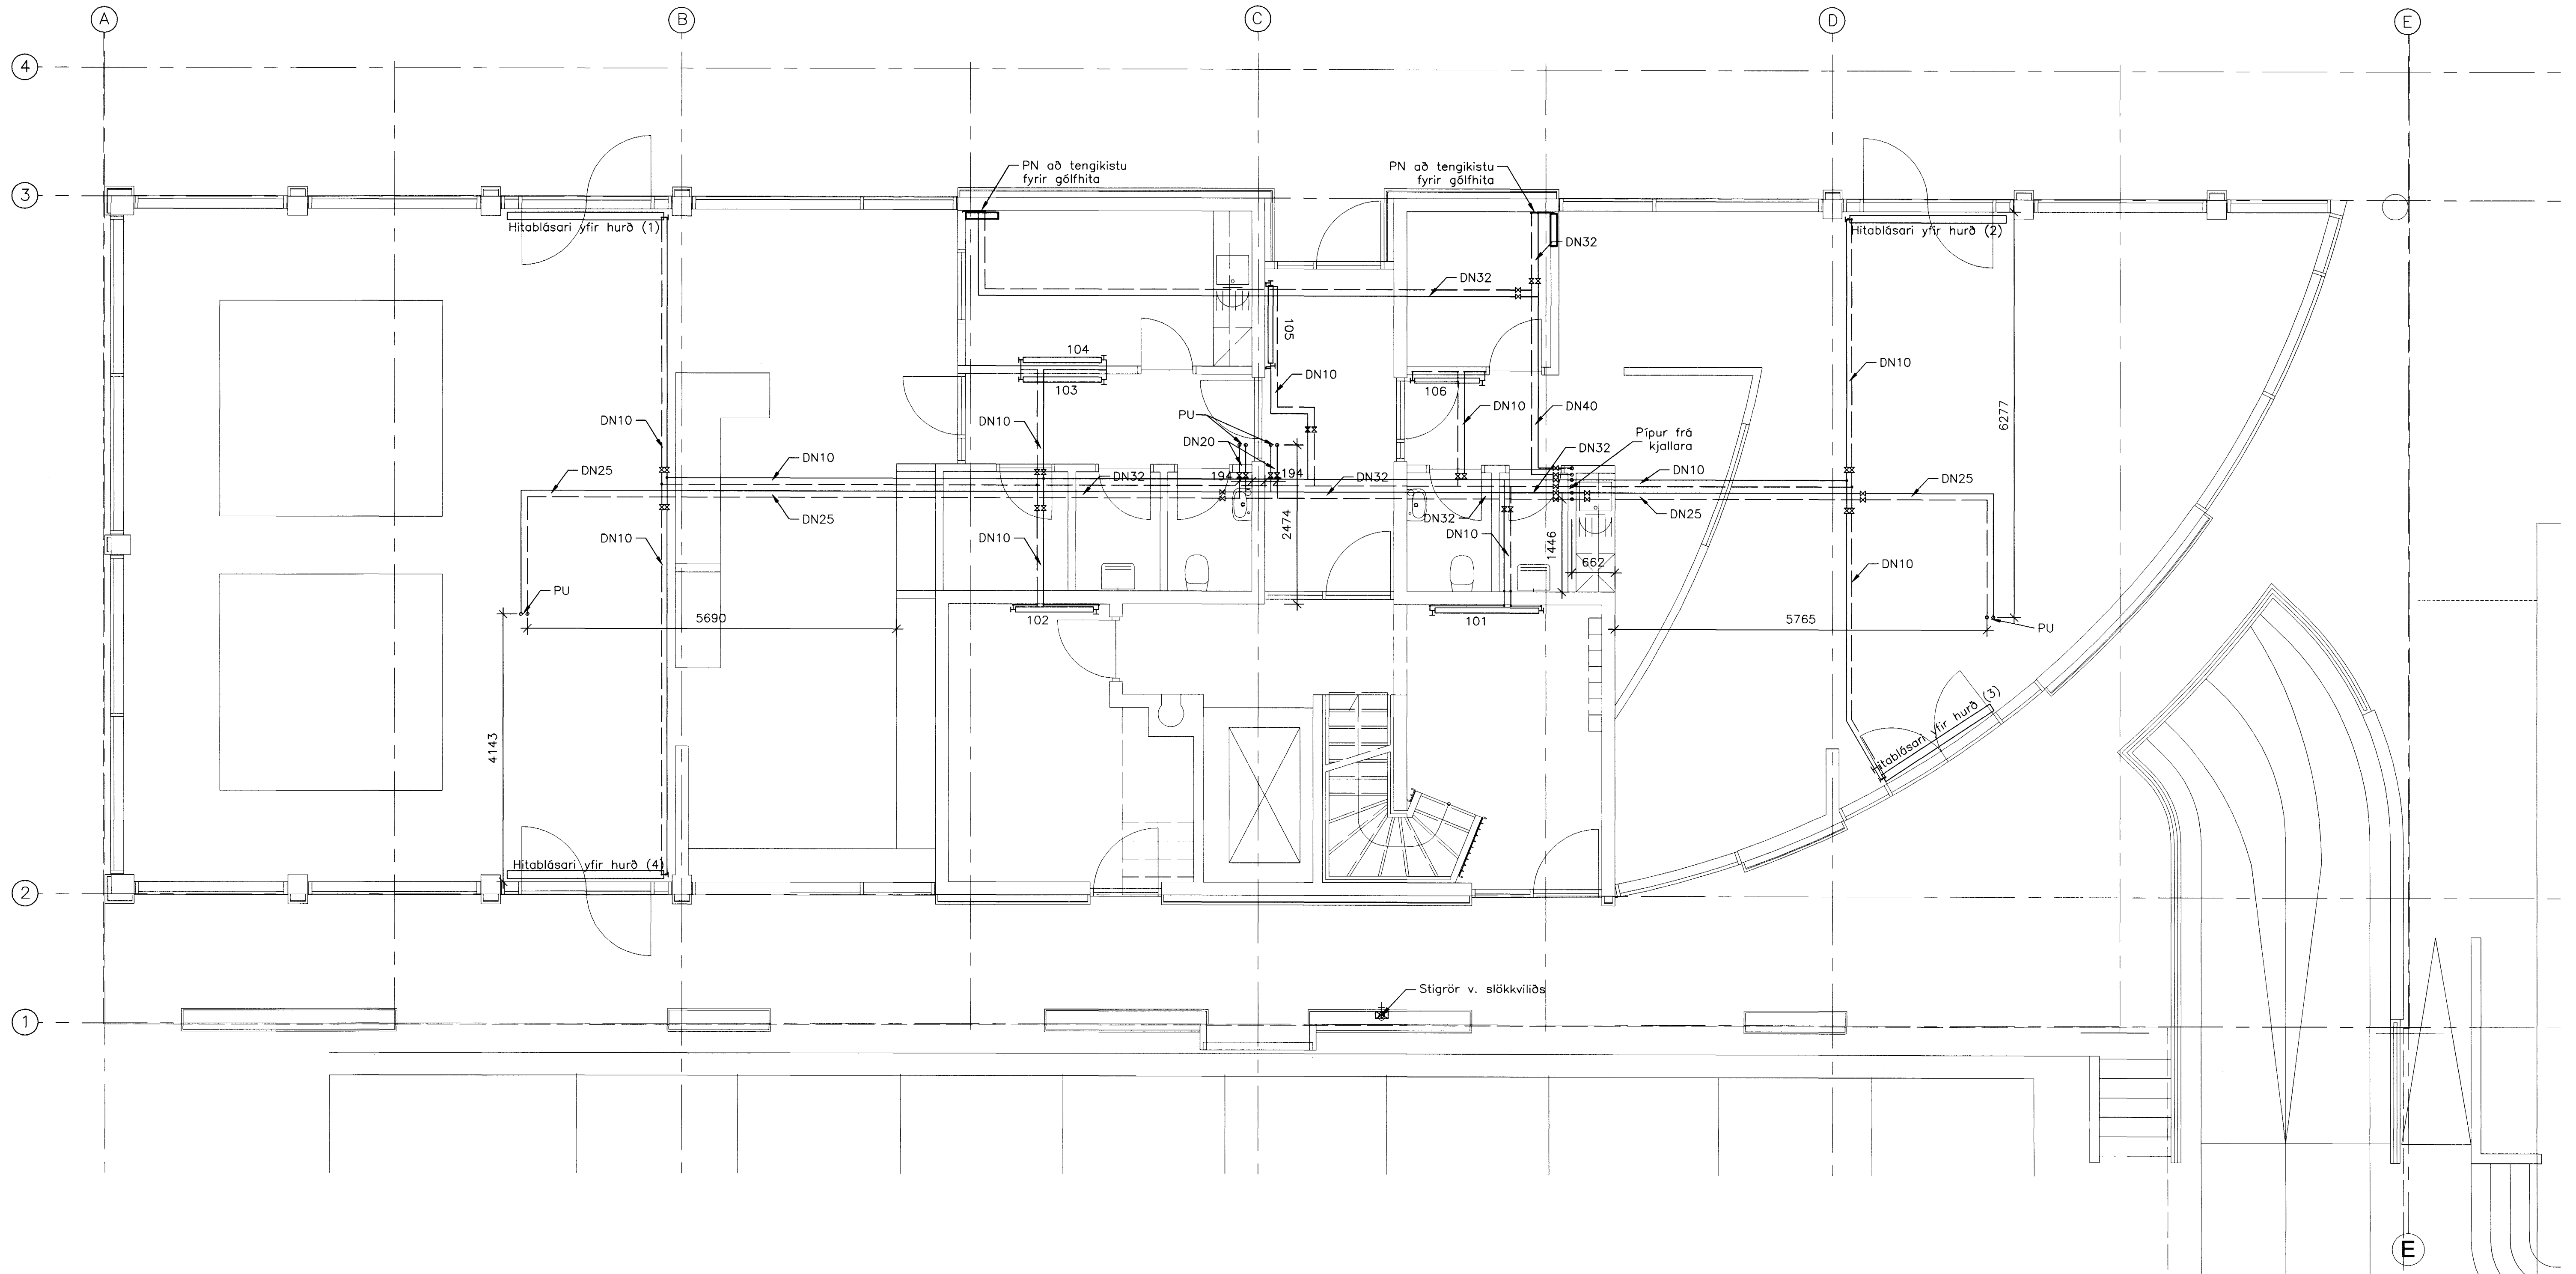 A
B
C
D
E
4
3
PN að tengikistu
fyrir gólfhita
PN að tengikistu
fyrir gólfhita
Hitablásari yfir hurð (1)
Hitablásari yfir hurð (2)
DN32
DN32
105
104
103
DN10
106
DN10
DN10
DN10
DN10
PU
DN20
DN40
6277
Pípur frá
kjallara
DN10
DN25
194
194
DN32
DN32
DN32
DN10
DN25
DN25
DN32
DN25
DN10
DN10
2474
DN10
1446
662
DN10
PU
5690
102
101
5765
PU
4143
Hitablásari yfir hurð (3)
Hitablásari yfir hurð (4)
2
Stigrör v. slökkviliðs
1
E